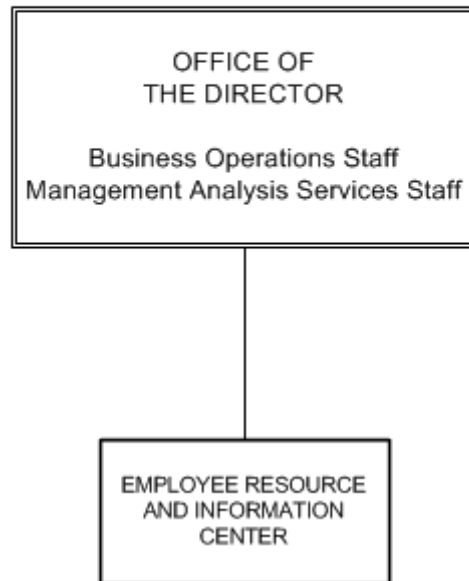 OFFICE OF
THE DIRECTOR
Business Operations Staff
Management Analysis Services Staff
EMPLOYEE RESOURCE
AND INFORMATION
CENTER